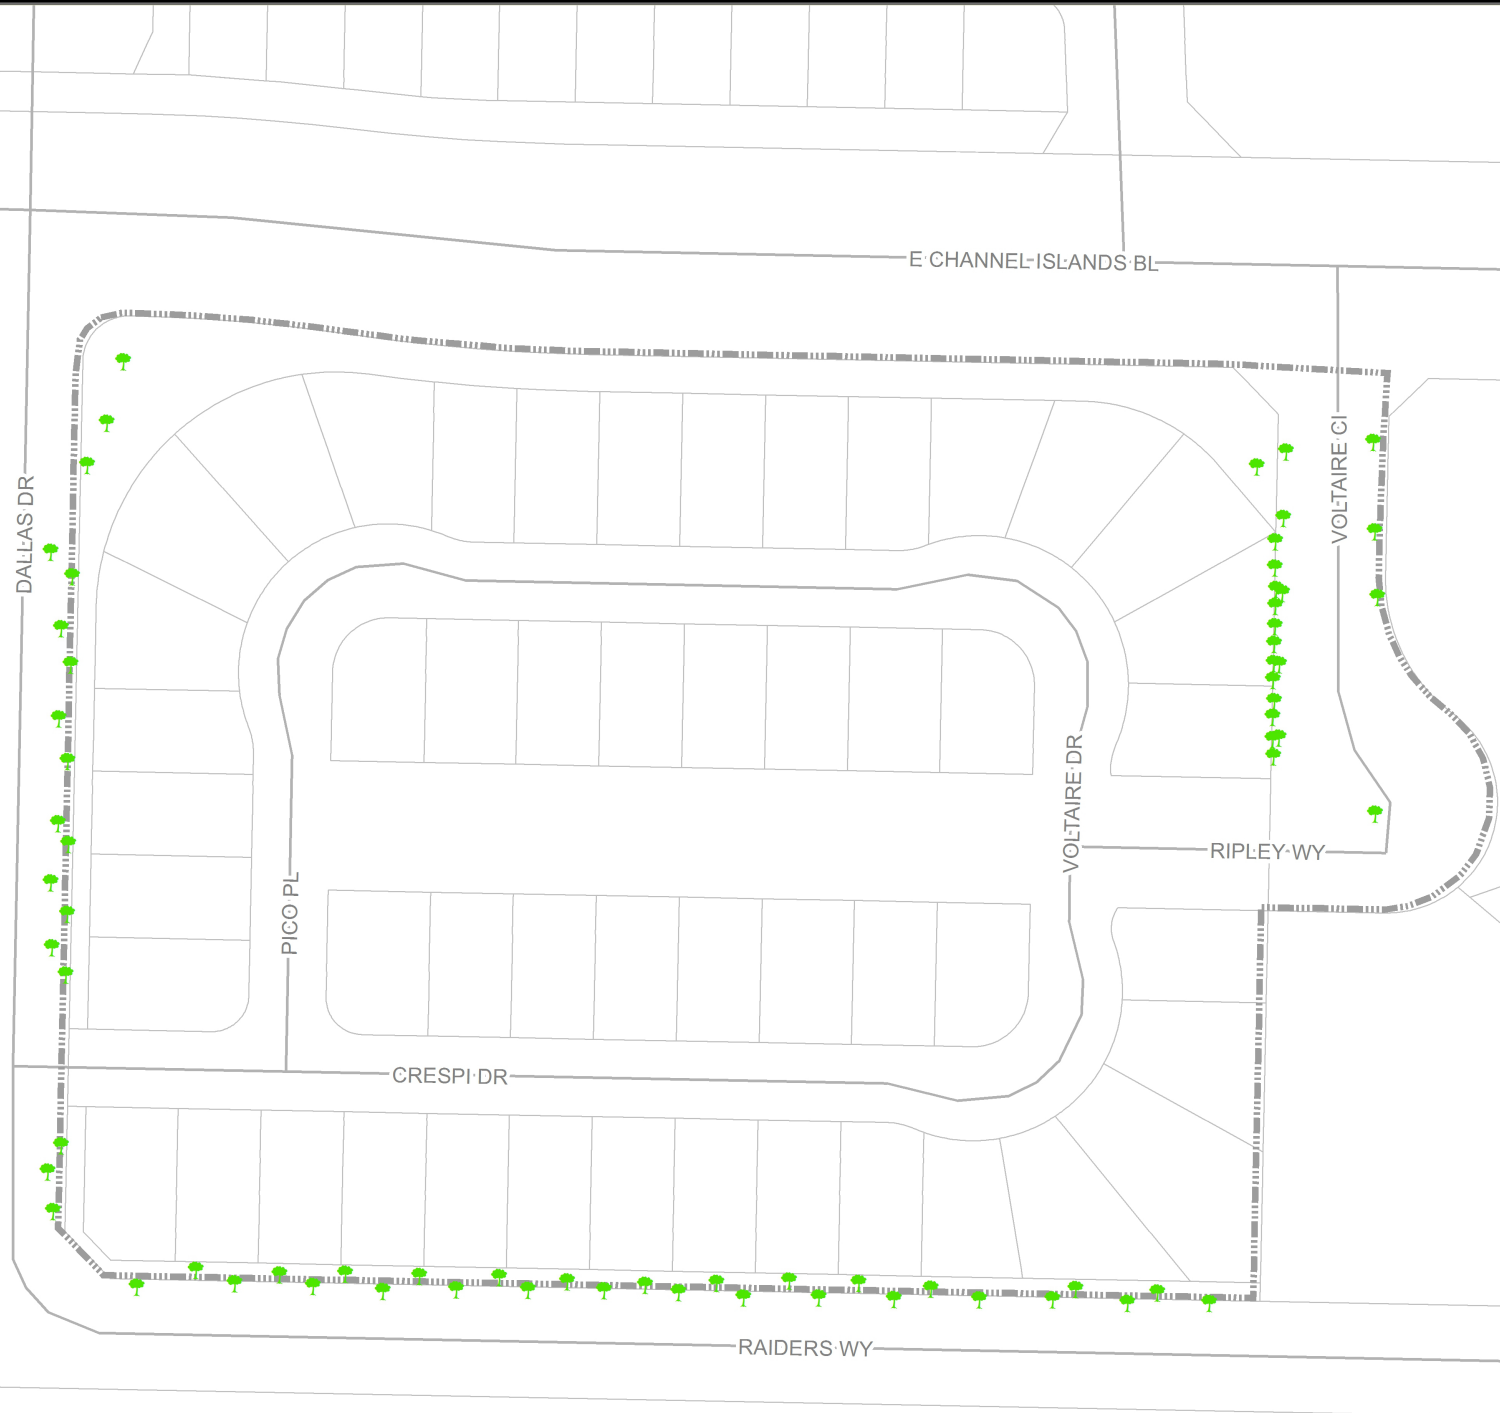 E CHANNEL ISLANDS BL
VOLTAIRE CI
DALLAS DR
VOLTAIRE DR
RIPLEY WY
PICO PL
CRESPI DR
RAIDERS WY